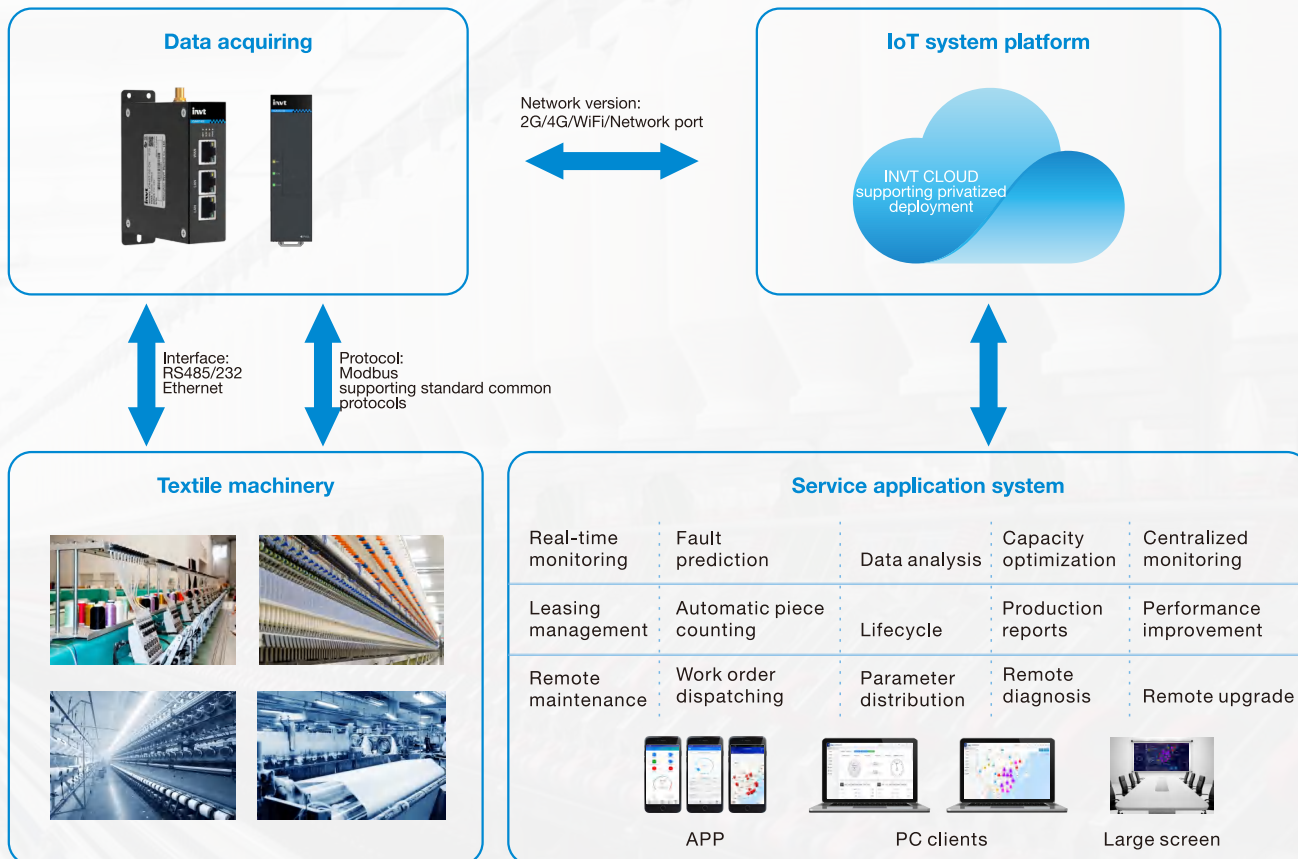 Data acquiring
invt
invt
invt
Network version:
2G/4G/WiFi/Network port
IoT system platform
INVT CLOUD
supporting privatized
deployment
Interface:
RS485/232
Ethernet
Protocol:
Modbus
supporting standard common
protocols
Textile machinery
Service application system
Real-time
monitoring
Fault
prediction
Data analysis
Capacity
optimization
Centralized
monitoring
Leasing
management
Automatic piece
counting
Lifecycle
Production
reports
Performance
improvement
Remote
maintenance
Work order
dispatching
Parameter
distribution
Remote
diagnosis
Remote upgrade
APP
PC clients
Large screen